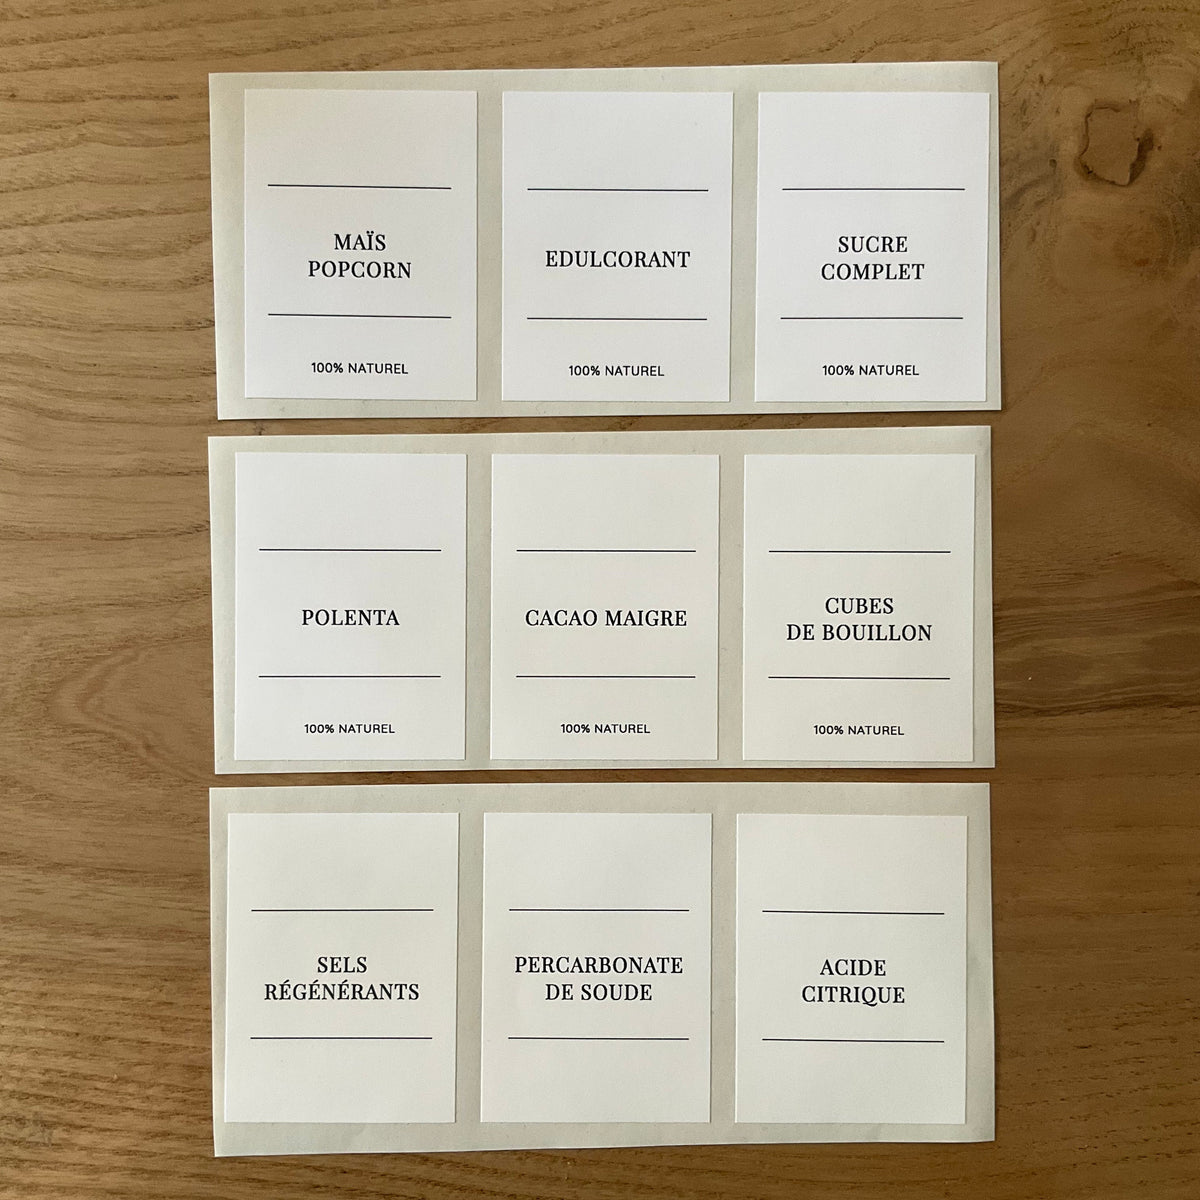 MAÏS
POPCORN
100% NATUREL
EDULCORANT
100% NATUREL
SUCRE
COMPLET
100% NATUREL
POLENTA
100% NATUREL
CACAO MAIGRE
100% NATUREL
CUBES
DE BOUILLON
100% NATUREL
SELS
RÉGÉNÉRANTS
PERCARBONATE
DE SOUDE
ACIDE
CITRIQUE